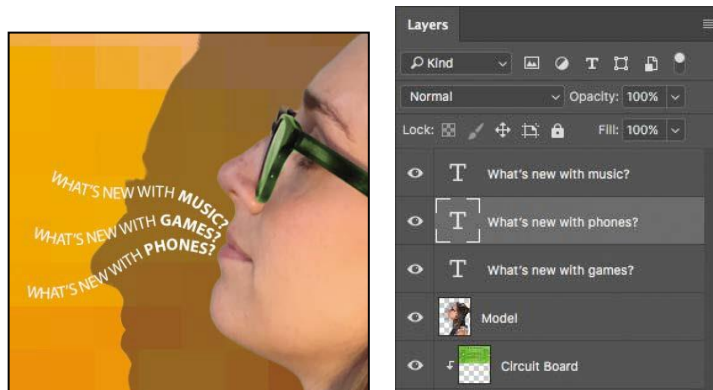 WHAT'S NEW WITH MUSIC?
WHAT'S NEW WITH GAMES?
WHAT'S NEW WITH PHONES?
Layers
Kind
T
Normal
Opacity: 100%
Lock:
Fill: 100%
T What's new with music?
T What's new with phones?
T What's new with games?
Model
Circuit Board